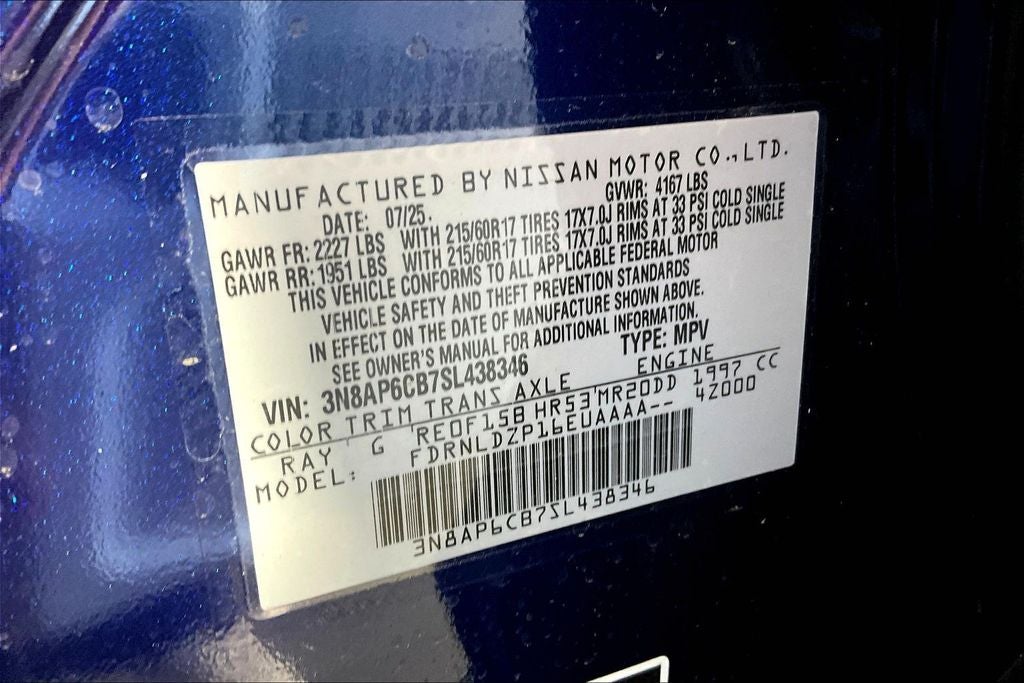 MANUFACTURED BY NISSAN MOTOR CO.,LTD.
DATE: 07/25. GVWR: 4167 LBS
GAWR FR: 2227 LBS WITH 215/60R17 TIRES 17X7.0J RIMS AT 33 PSI COLD SINGLE
GAWR RR: 1951 LBS WITH 215/60R17 TIRES 17X7.0J RIMS AT 33 PSI COLD SINGLE
THIS VEHICLE CONFORMS TO ALL APPLICABLE FEDERAL MOTOR
VEHICLE SAFETY AND THEFT PREVENTION STANDARDS
IN EFFECT ON THE DATE OF MANUFACTURE SHOWN ABOVE.
SEE OWNER'S MANUAL FOR ADDITIONAL INFORMATION.
VIN: 3N8AP6CB7SL438346 TYPE: MPV
COLOR TRIM TRANS AXLE ENGINE
RAY G RE0F15B HR53 MR20DD 1997 CC
MODEL: FDRNLDZP16EUAAAA-- 4Z000
3N8AP6CB7SL438346